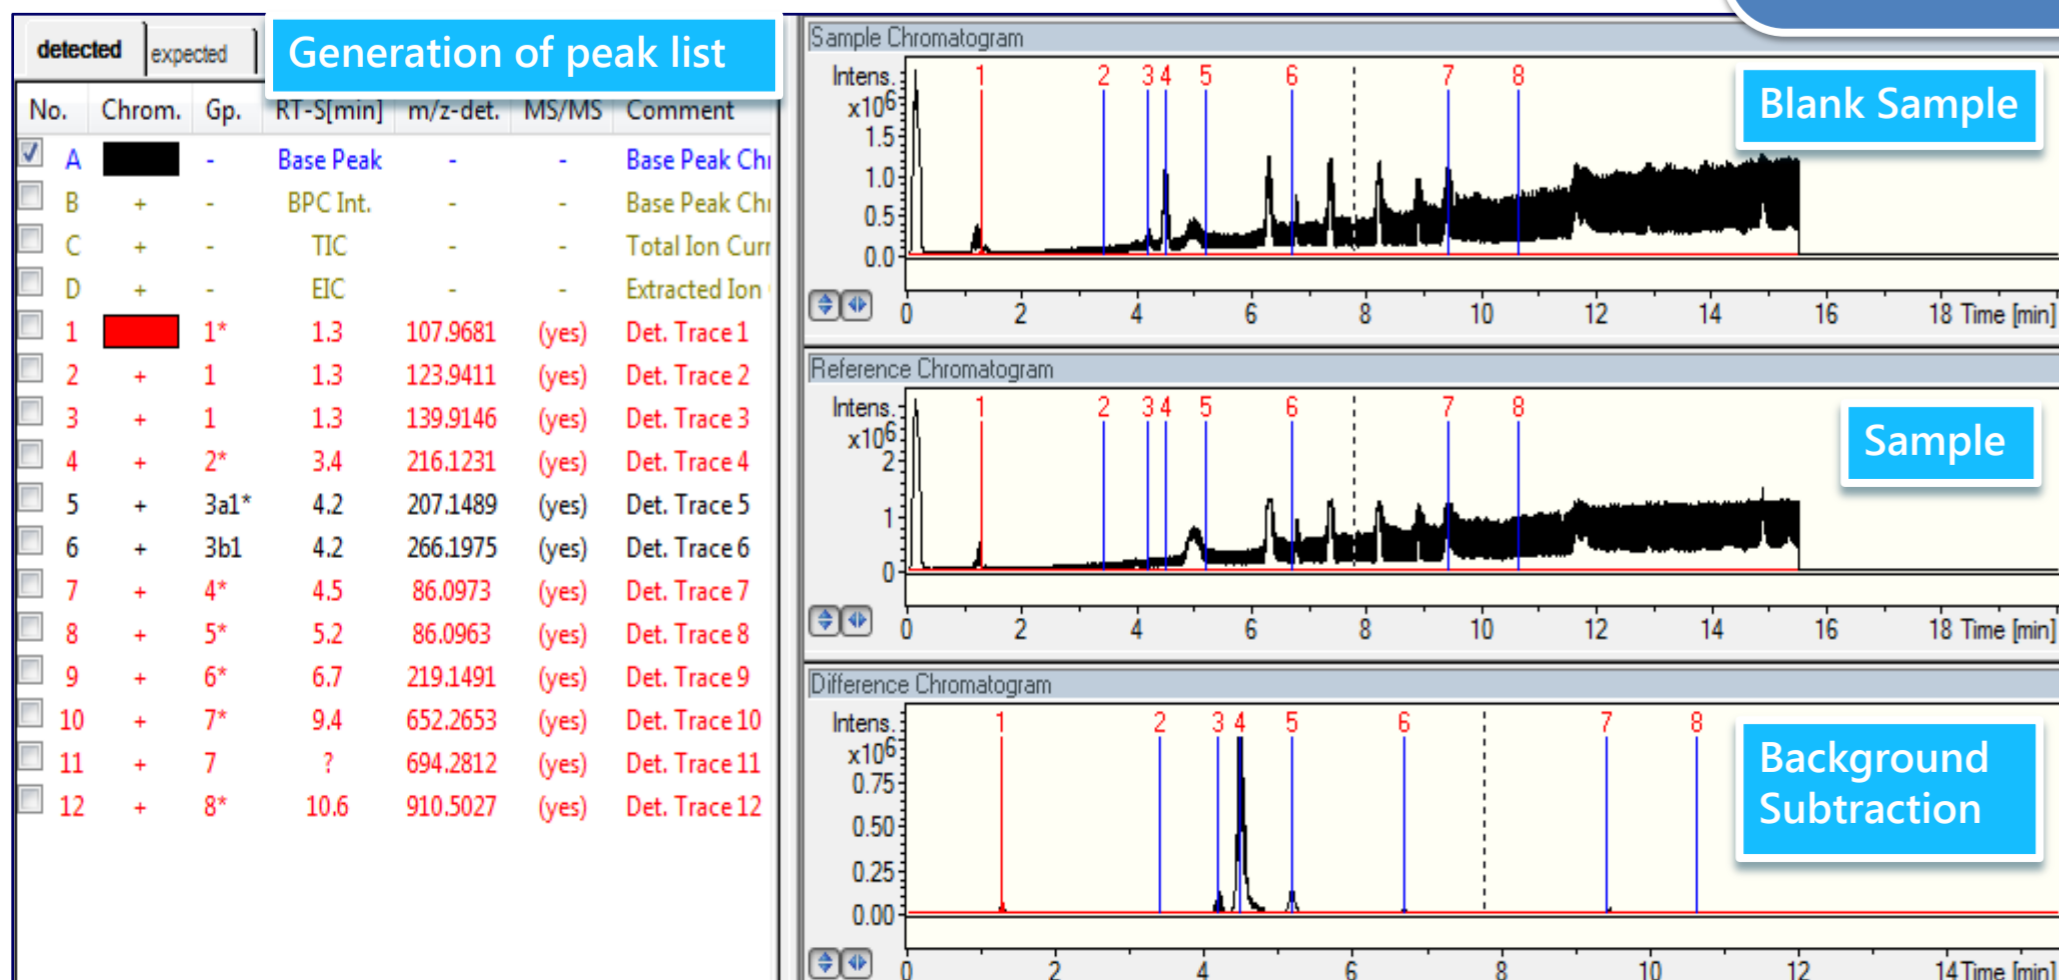 detected expected
Generation of peak list
No. Chrom. Gp. RT-S[min] m/z-det. MS/MS Comment
A - Base Peak - - Base Peak Chr
B + - BPC Int. - - Base Peak Chr
C + - TIC - - Total Ion Curr
D + - EIC - - Extracted Ion
1 1* 1.3 107.9681 (yes) Det. Trace 1
2 + 1 1.3 123.9411 (yes) Det. Trace 2
3 + 1 1.3 139.9146 (yes) Det. Trace 3
4 + 2* 3.4 216.1231 (yes) Det. Trace 4
5 + 3a1* 4.2 207.1489 (yes) Det. Trace 5
6 + 3b1 4.2 266.1975 (yes) Det. Trace 6
7 + 4* 4.5 86.0973 (yes) Det. Trace 7
8 + 5* 5.2 86.0963 (yes) Det. Trace 8
9 + 6* 6.7 219.1491 (yes) Det. Trace 9
10 + 7* 9.4 652.2653 (yes) Det. Trace 10
11 + 7 ? 694.2812 (yes) Det. Trace 11
12 + 8* 10.6 910.5027 (yes) Det. Trace 12
Sample Chromatogram
Intens.
x10^6
1 2 3 4 5 6 7 8
Blank Sample
1.5
1.0
0.5
0.0
0 2 4 6 8 10 12 14 16 18 Time [min]
Reference Chromatogram
Intens.
x10^6
1 2 3 4 5 6 7 8
Sample
2
1
0
0 2 4 6 8 10 12 14 16 18 Time [min]
Difference Chromatogram
Intens.
x10^6
1 2 3 4 5 6 7 8
Background
Subtraction
0.75
0.50
0.25
0.00
0 2 4 6 8 10 12 14 Time [min]